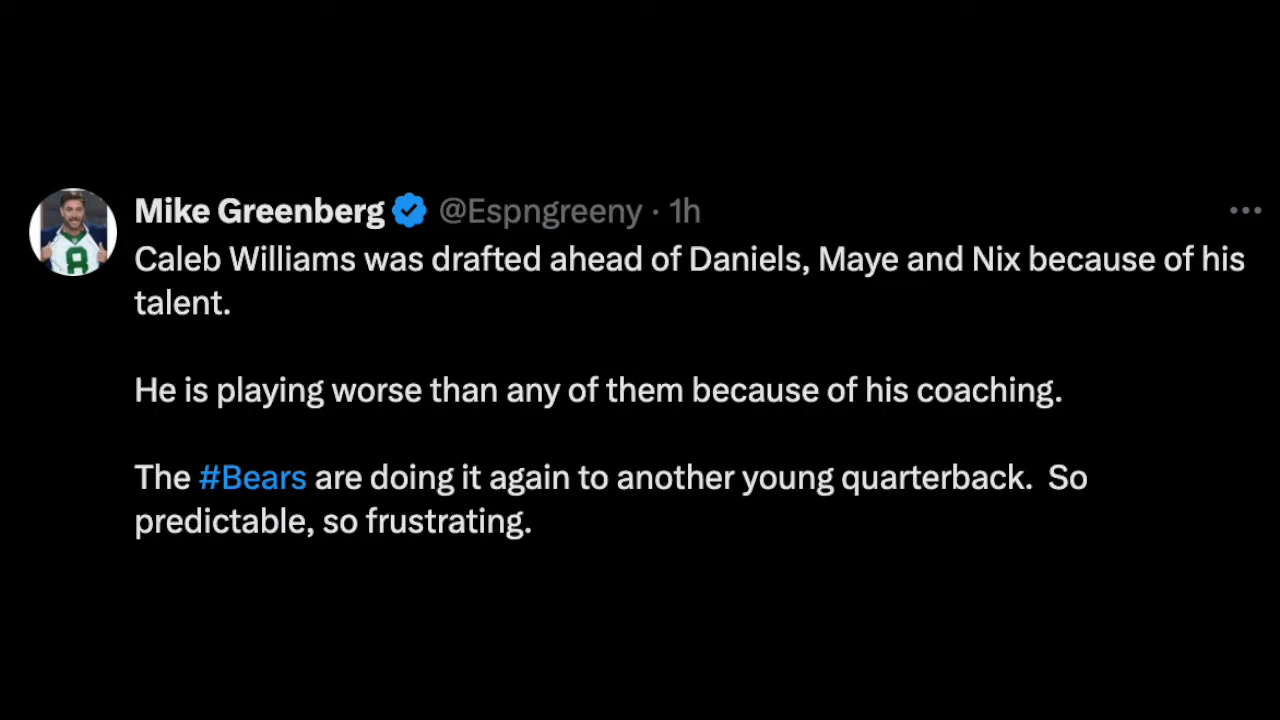 Mike Greenberg @Espngreeny · 1h
Caleb Williams was drafted ahead of Daniels, Maye and Nix because of his
talent.
He is playing worse than any of them because of his coaching.
The #Bears are doing it again to another young quarterback.  So
predictable, so frustrating.
8